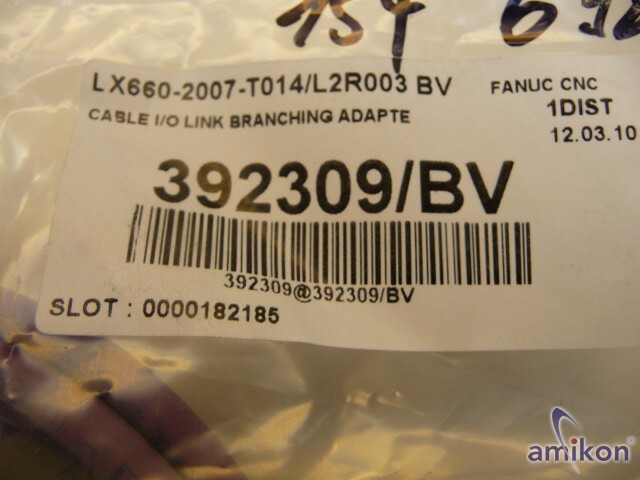 LX660-2007-T014/L2R003 BV
FANUC CNC
CABLE I/O LINK BRANCHING ADAPTE
1DIST
12.03.10
392309/BV
392309@392309/BV
SLOT : 0000182185
amikon®